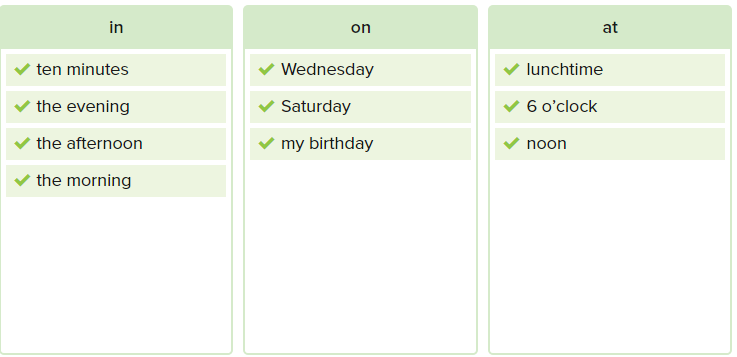 in
ten minutes
the evening
the afternoon
the morning
on
Wednesday
Saturday
my birthday
at
lunchtime
6 o’clock
noon